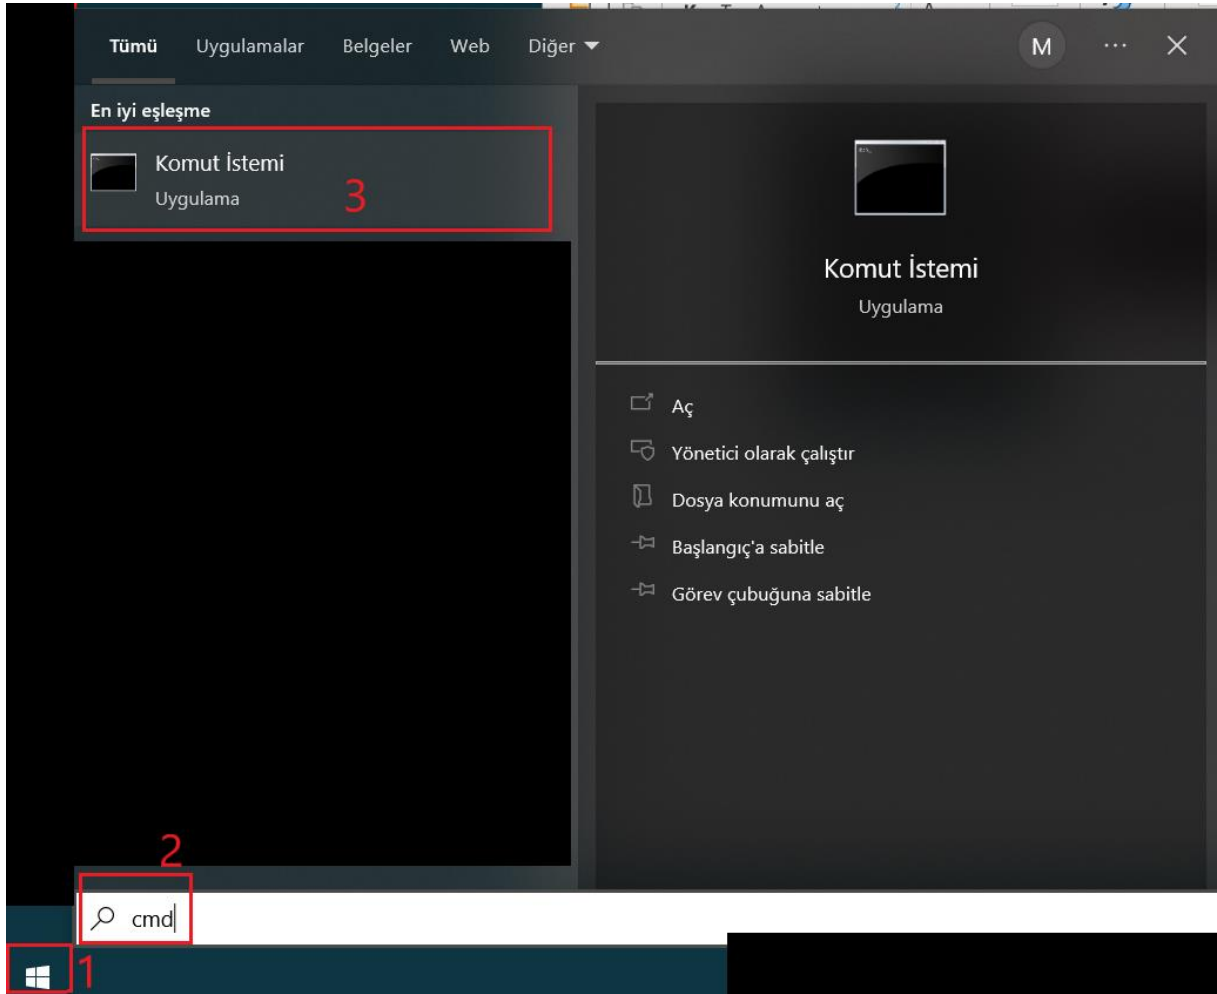 Tümü Uygulamalar Belgeler Web Diğer M ...
En iyi eşleşme
Komut İstemi
Uygulama
3
Komut İstemi
Uygulama
Aç
Yönetici olarak çalıştır
Dosya konumunu aç
Başlangıç'a sabitle
Görev çubuğuna sabitle
2
cmd
1